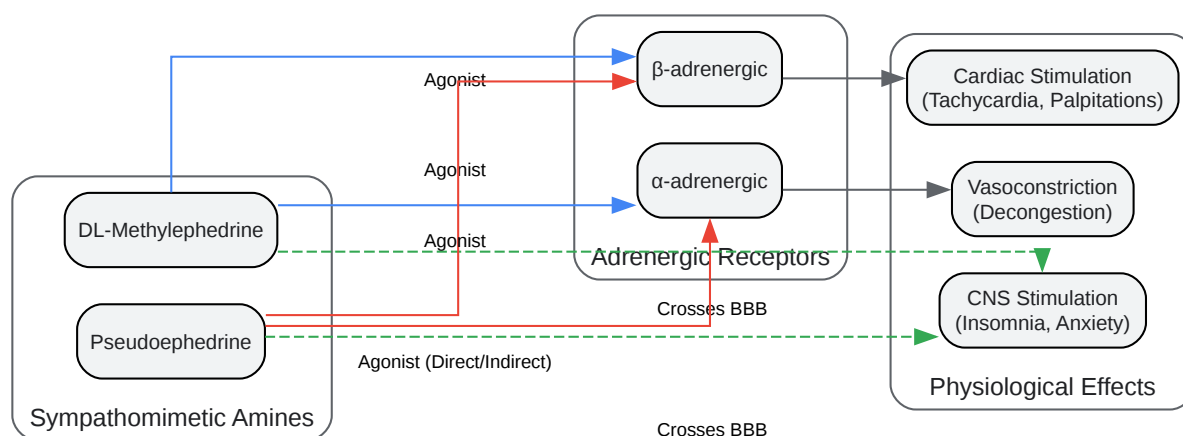 β-adrenergic
Cardiac Stimulation
(Tachycardia, Palpitations)
Agonist
Agonist
α-adrenergic
Vasoconstriction
(Decongestion)
DL-Methylephedrine
Agonist
Adrenergic Receptors
CNS Stimulation
(Insomnia, Anxiety)
Crosses BBB
Pseudoephedrine
Agonist (Direct/Indirect)
Physiological Effects
Sympathomimetic Amines
Crosses BBB